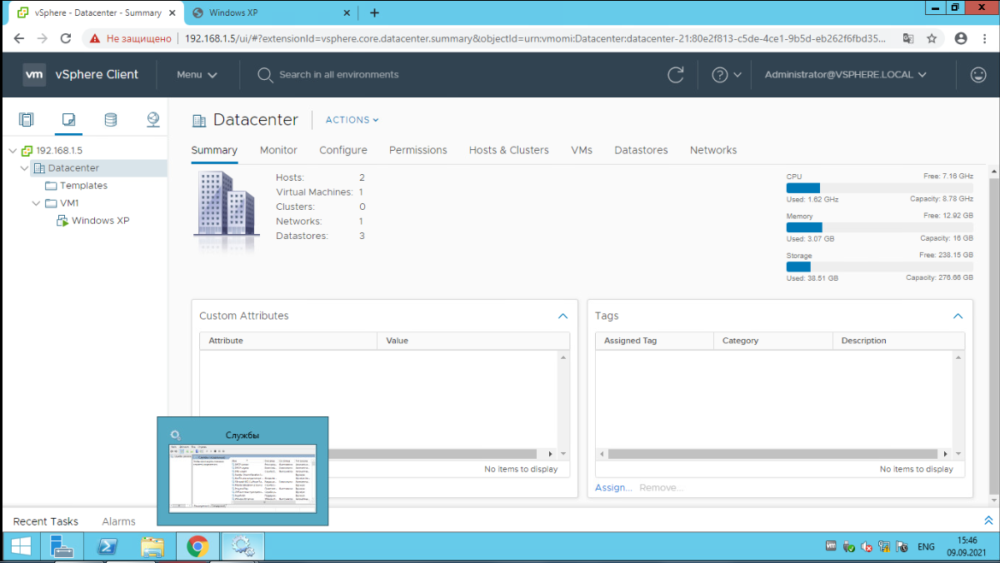 vSphere - Datacenter - Summary
Windows XP
Не защищено
192.168.1.5/ui/#?extensionId=vsphere.core.datacenter.summary&objectId=urn:vmomi:Datacenter:datacenter-21:80e2f813-c5de-4ce1-9b5d-eb262f6fbd35...
vm vSphere Client
Menu
Search in all environments
Administrator@VSPHERE.LOCAL
Datacenter
ACTIONS
Summary Monitor Configure Permissions Hosts & Clusters VMs Datastores Networks
192.168.1.5
Datacenter
Templates
VM1
Windows XP
Hosts: 2
Virtual Machines: 1
Clusters: 0
Networks: 1
Datastores: 3
CPU Free: 7.16 GHz
Used: 1.62 GHz Capacity: 8.78 GHz
Memory Free: 12.92 GB
Used: 3.07 GB Capacity: 16 GB
Storage Free: 238.15 GB
Used: 38.51 GB Capacity: 276.66 GB
Custom Attributes
Attribute Value
No items to display
Tags
Assigned Tag Category Description
No items to display
Assign... Remove...
Службы
Recent Tasks Alarms
ENG
15:46
09.09.2021